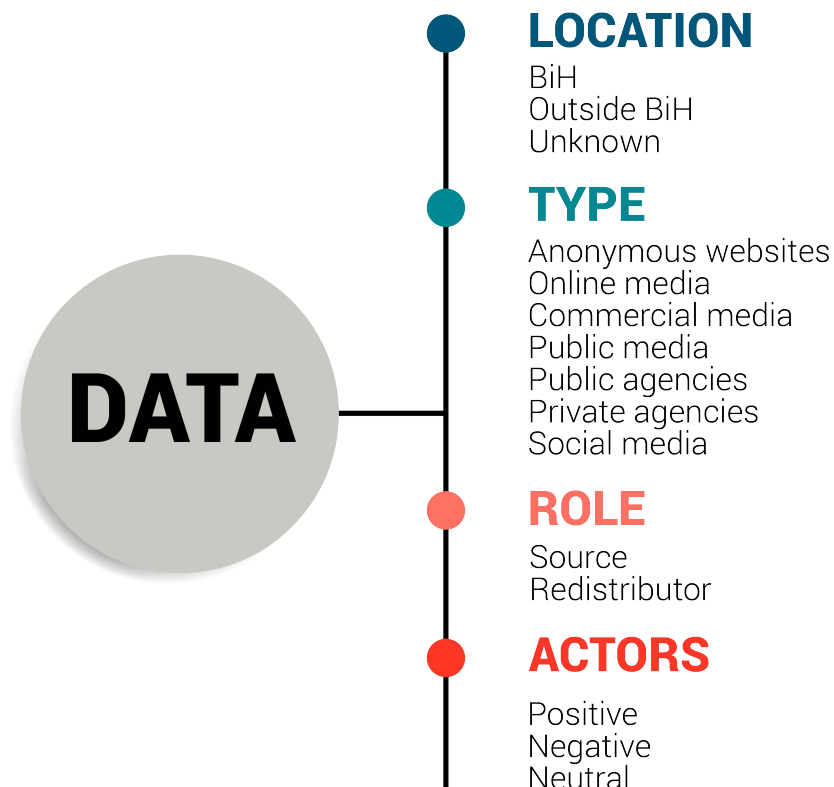 DATA
LOCATION
BiH
Outside BiH
Unknown
TYPE
Anonymous websites
Online media
Commercial media
Public media
Public agencies
Private agencies
Social media
ROLE
Source
Redistributor
ACTORS
Positive
Negative
Neutral